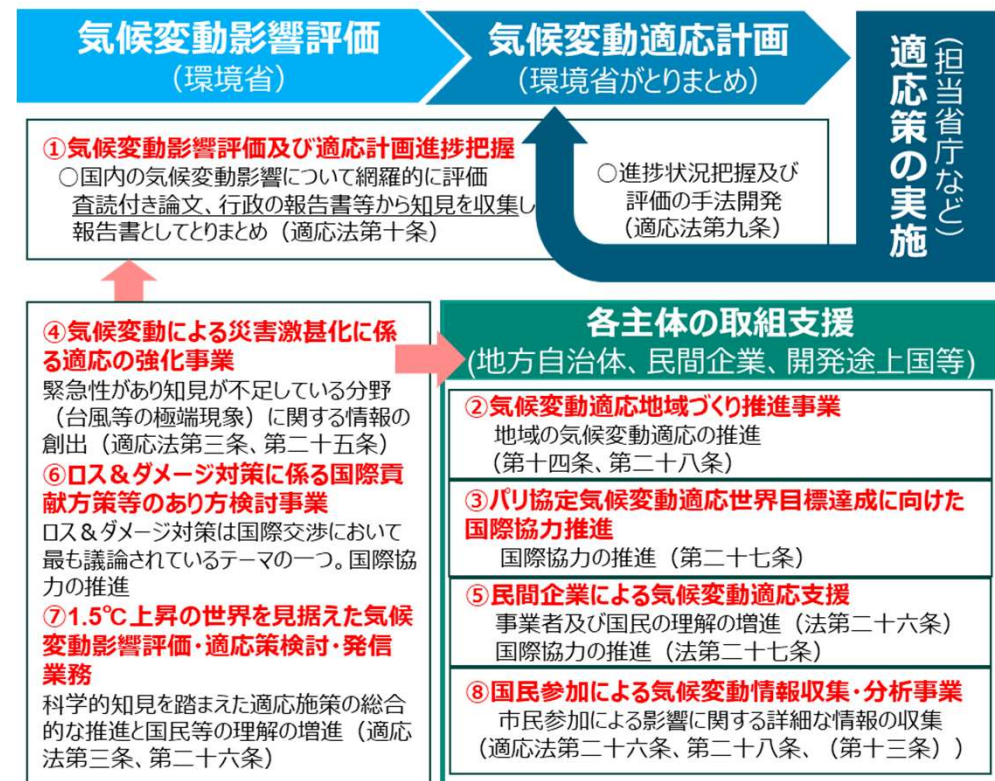 気候変動影響評価
(環境省)
気候変動適応計画
(環境省がとりまとめ)
適応策の実施
(担当省庁など)
①気候変動影響評価及び適応計画進捗把握
○国内の気候変動影響について網羅的に評価
査読付き論文、行政の報告書等から知見を収集し
報告書としてとりまとめ（適応法第十条）
○進捗状況把握及び
評価の手法開発
（適応法第九条）
④気候変動による災害激甚化に係
る適応の強化事業
緊急性があり知見が不足している分野
（台風等の極端現象）に関する情報の
創出（適応法第三条、第二十五条）
⑥ロス＆ダメージ対策に係る国際貢
献方策等のあり方検討事業
ロス＆ダメージ対策は国際交渉において
最も議論されているテーマの一つ。国際協
力の推進
⑦1.5℃上昇の世界を見据えた気候
変動影響評価・適応策検討・発信
業務
科学的知見を踏まえた適応施策の総合
的な推進と国民等の理解の増進（適応
法第三条、第二十六条）
各主体の取組支援
(地方自治体、民間企業、開発途上国等)
②気候変動適応地域づくり推進事業
地域の気候変動適応の推進
（第十四条、第二十八条）
③パリ協定気候変動適応世界目標達成に向けた
国際協力推進
国際協力の推進（第二十七条）
⑤民間企業による気候変動適応支援
事業者及び国民の理解の増進（法第二十六条）
国際協力の推進（法第二十七条）
⑧国民参加による気候変動情報収集・分析事業
市民参加による影響に関する詳細な情報の収集
（適応法第二十六条、第二十八条、（第十三条））